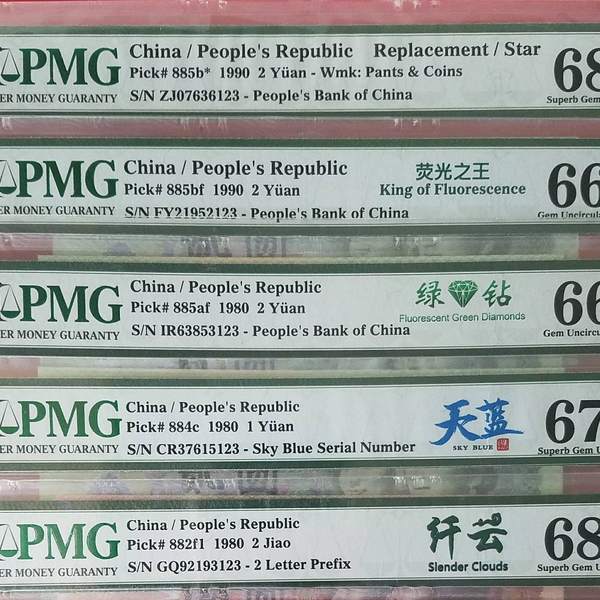 PMG
ER MONEY GUARANTY
China / People's Republic Replacement / Star
Pick# 885b* 1990 2 Yüan - Wmk: Pants & Coins
S/N ZJ07636123 - People's Bank of China
68
Superb Gem U
PMG
ER MONEY GUARANTY
China / People's Republic
Pick# 885bf 1990 2 Yüan
S/N FY21952123 - People's Bank of China
荧光之王
King of Fluorescence
66
Gem Uncircula
PMG
ER MONEY GUARANTY
China / People's Republic
Pick# 885af 1980 2 Yüan
S/N IR63853123 - People's Bank of China
绿 钻
Fluorescent Green Diamonds
66
Gem Uncircu
PMG
ER MONEY GUARANTY
China / People's Republic
Pick# 884c 1980 1 Yüan
S/N CR37615123 - Sky Blue Serial Number
天蓝
SKY BLUE
67
Superb Gem U
PMG
ER MONEY GUARANTY
China / People's Republic
Pick# 882f1 1980 2 Jiao
S/N GQ92193123 - 2 Letter Prefix
纤云
Slender Clouds
68
Superb Gem U